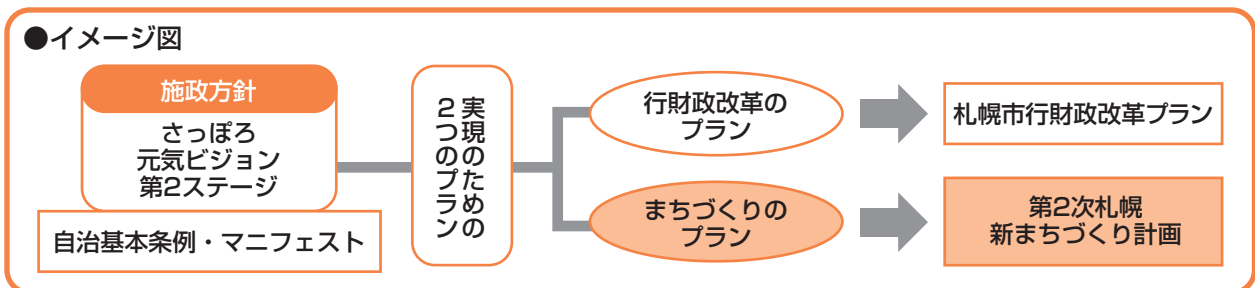 ●イメージ図
施政方針
さっぽろ
元気ビジョン
第2ステージ
自治基本条例・マニフェスト
実現のための
2つのプラン
行財政改革の
プラン
札幌市行財政改革プラン
まちづくりの
プラン
第2次札幌
新まちづくり計画